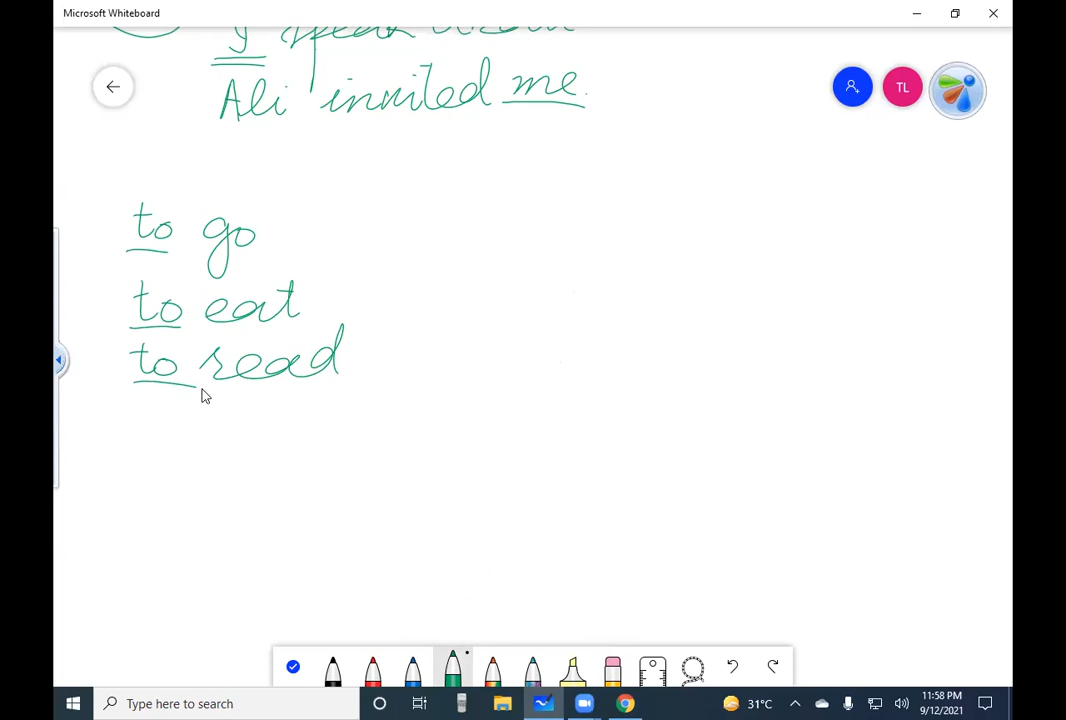 Microsoft Whiteboard
TL
Ali invited me.
to go
to eat
to read
Type here to search
31°C
11:58 PM
9/12/2021